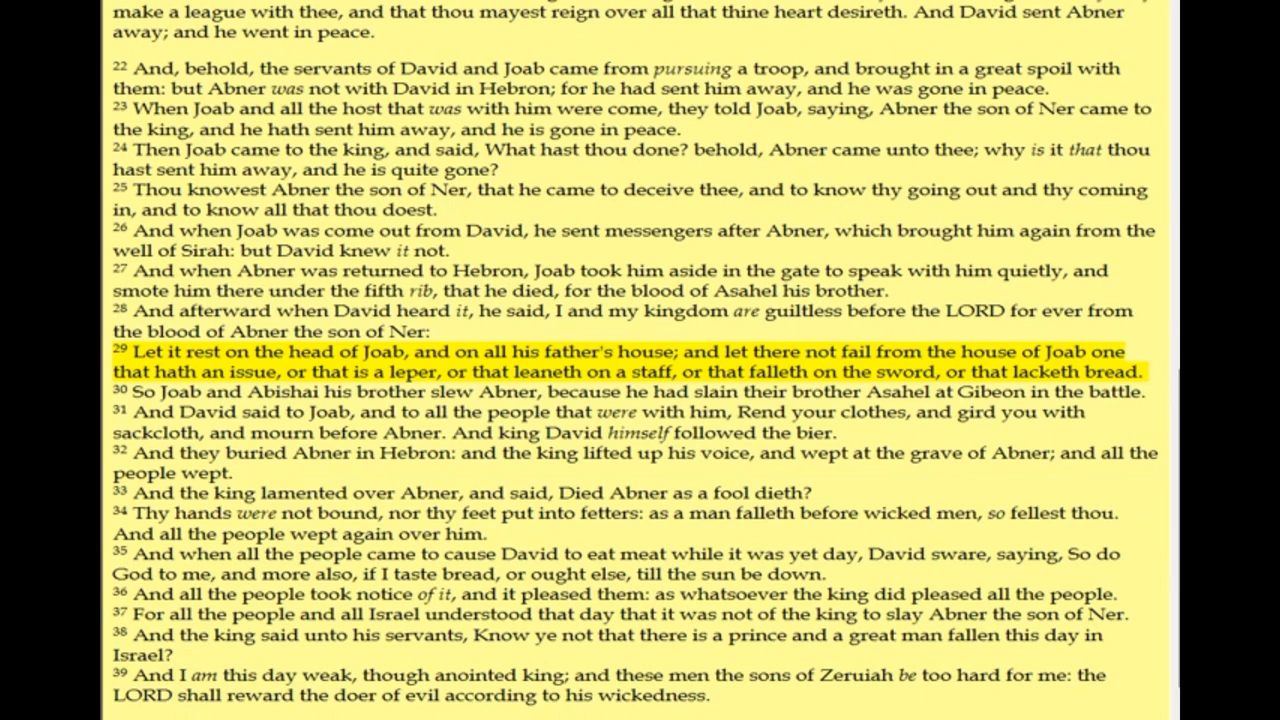 make a league with thee, and that thou mayest reign over all that thine heart desireth. And David sent Abner
away; and he went in peace.
22 And, behold, the servants of David and Joab came from pursuing a troop, and brought in a great spoil with
them: but Abner was not with David in Hebron; for he had sent him away, and he was gone in peace.
23 When Joab and all the host that was with him were come, they told Joab, saying, Abner the son of Ner came to
the king, and he hath sent him away, and he is gone in peace.
24 Then Joab came to the king, and said, What hast thou done? behold, Abner came unto thee; why is it that thou
hast sent him away, and he is quite gone?
25 Thou knowest Abner the son of Ner, that he came to deceive thee, and to know thy going out and thy coming
in, and to know all that thou doest.
26 And when Joab was come out from David, he sent messengers after Abner, which brought him again from the
well of Sirah: but David knew it not.
27 And when Abner was returned to Hebron, Joab took him aside in the gate to speak with him quietly, and
smote him there under the fifth rib, that he died, for the blood of Asahel his brother.
28 And afterward when David heard it, he said, I and my kingdom are guiltless before the LORD for ever from
the blood of Abner the son of Ner:
29 Let it rest on the head of Joab, and on all his father's house; and let there not fail from the house of Joab one
that hath an issue, or that is a leper, or that leaneth on a staff, or that falleth on the sword, or that lacketh bread.
30 So Joab and Abishai his brother slew Abner, because he had slain their brother Asahel at Gibeon in the battle.
31 And David said to Joab, and to all the people that were with him, Rend your clothes, and gird you with
sackcloth, and mourn before Abner. And king David himself followed the bier.
32 And they buried Abner in Hebron: and the king lifted up his voice, and wept at the grave of Abner; and all the
people wept.
33 And the king lamented over Abner, and said, Died Abner as a fool dieth?
34 Thy hands were not bound, nor thy feet put into fetters: as a man falleth before wicked men, so fellest thou.
And all the people wept again over him.
35 And when all the people came to cause David to eat meat while it was yet day, David sware, saying, So do
God to me, and more also, if I taste bread, or ought else, till the sun be down.
36 And all the people took notice of it, and it pleased them: as whatsoever the king did pleased all the people.
37 For all the people and all Israel understood that day that it was not of the king to slay Abner the son of Ner.
38 And the king said unto his servants, Know ye not that there is a prince and a great man fallen this day in
Israel?
39 And I am this day weak, though anointed king; and these men the sons of Zeruiah be too hard for me: the
LORD shall reward the doer of evil according to his wickedness.